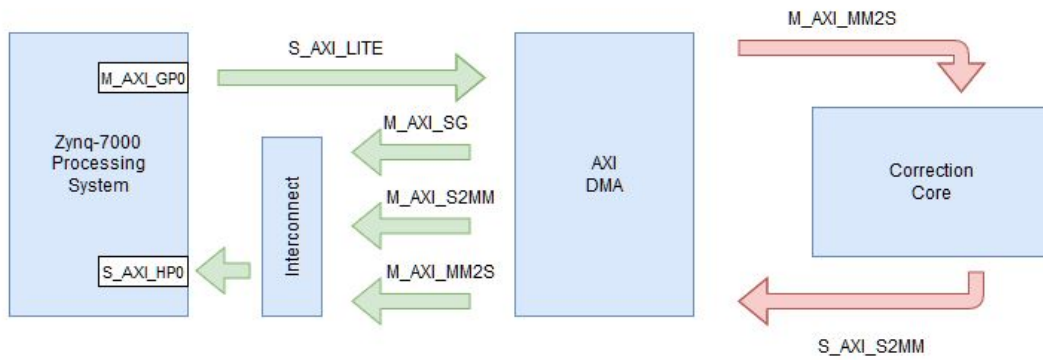 M_AXI_MM2S
S_AXI_LITE
M_AXI_GP0
M_AXI_SG
Zynq-7000
Processing
System
Interconnect
AXI
DMA
Correction
Core
M_AXI_S2MM
S_AXI_HP0
M_AXI_MM2S
S_AXI_S2MM